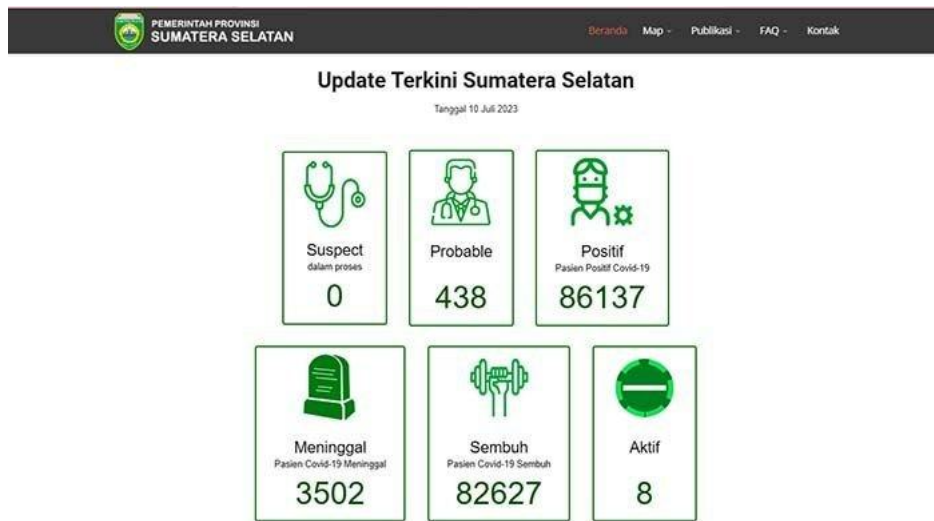 PEMERINTAH PROVINSI
SUMATERA SELATAN
Beranda Map Publikasi FAQ Kontak
Update Terkini Sumatera Selatan
Tanggal 10 Juli 2023
Suspect
dalam proses
0
Probable
438
Positif
Pasien Positif Covid-19
86137
Meninggal
Pasien Covid-19 Meninggal
3502
Sembuh
Pasien Covid-19 Sembuh
82627
Aktif
8